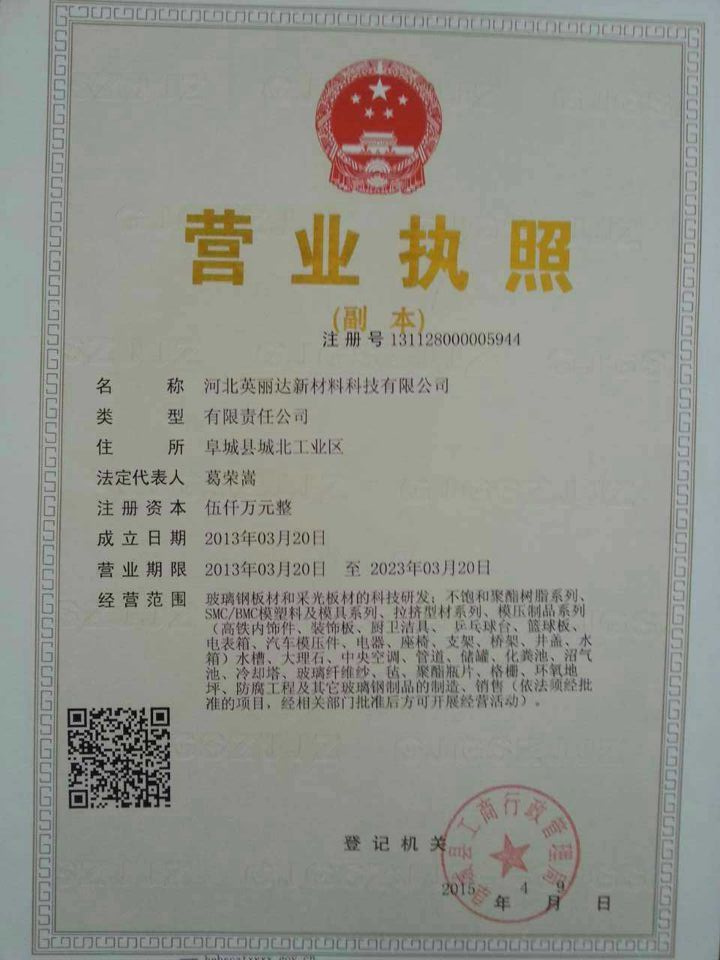 营业执照
(副 本)
注册号 131128000005944
名 称 河北英丽达新材料科技有限公司
类 型 有限责任公司
住 所 阜城县城北工业区
法定代表人 葛荣嵩
注册资本 伍仟万元整
成立日期 2013年03月20日
营业期限 2013年03月20日 至 2023年03月20日
经营范围 玻璃钢板材和采光板材的科技研发；不饱和聚酯树脂系列、
SMC/BMC模塑料及模具系列、拉挤型材系列、模压制品系列
（高铁内饰件、装饰板、厨卫洁具、 乒乓球台、篮球板、
电表箱、汽车模压件、电器、座椅、支架、桥架、井盖、水
箱）水槽、大理石、中央空调、管道、储罐、化粪池、沼气
池、冷却塔、玻璃纤维纱、毡、聚酯瓶片、格栅、环氧地
坪、防腐工程及其它玻璃钢制品的制造、销售（依法须经批
准的项目，经相关部门批准后方可开展经营活动）。
登记机关
县工商行政管理局
2015年 4月 9日